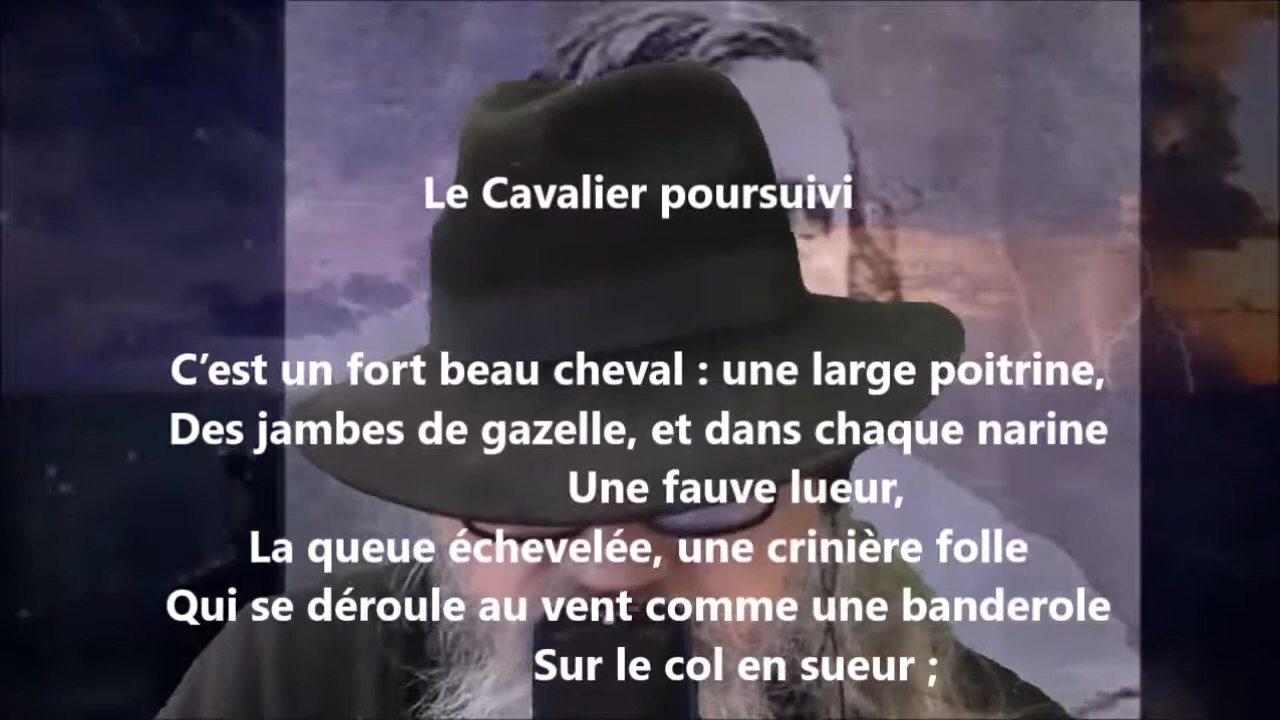 Le Cavalier poursuivi
C’est un fort beau cheval : une large poitrine,
Des jambes de gazelle, et dans chaque narine
Une fauve lueur,
La queue échevelée, une crinière folle
Qui se déroule au vent comme une banderole
Sur le col en sueur ;